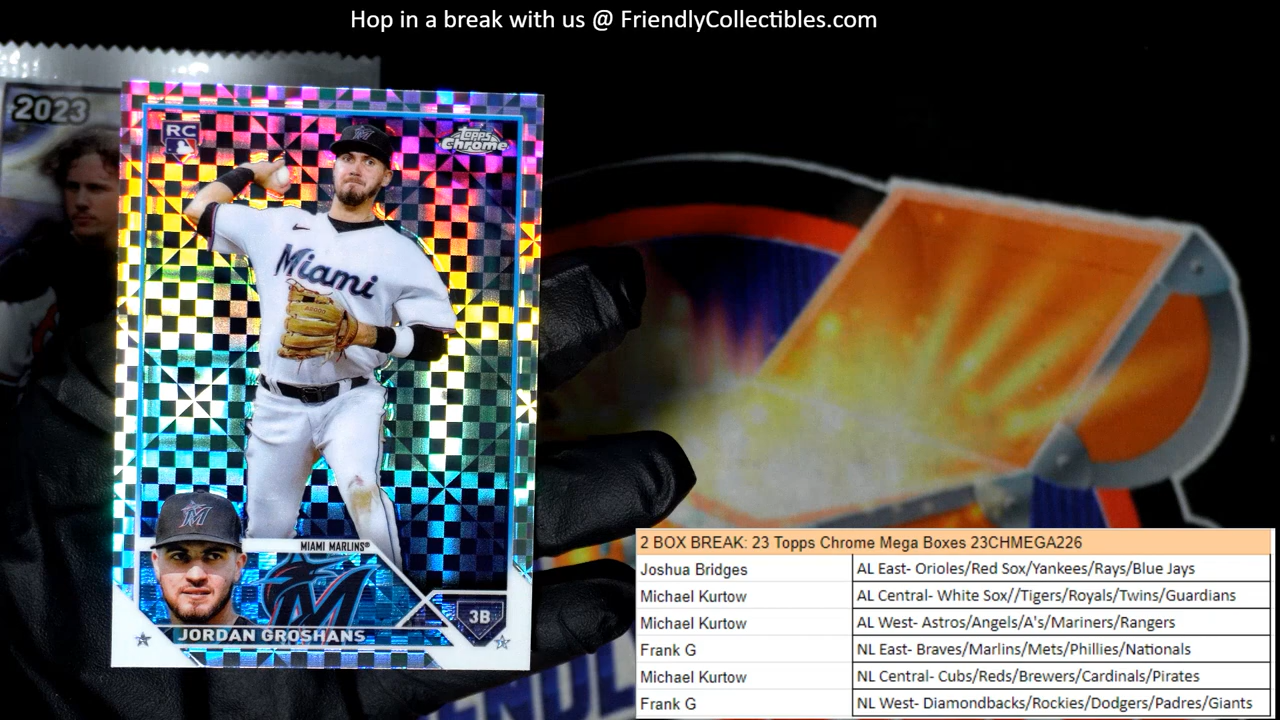 Hop in a break with us @ FriendlyCollectibles.com
2023
RC
Topps
Chrome
Miami
MIAMI MARLINS®
3B
JORDAN GROSHANS
2 BOX BREAK: 23 Topps Chrome Mega Boxes 23CHMEGA226
Joshua Bridges AL East- Orioles/Red Sox/Yankees/Rays/Blue Jays
Michael Kurtow AL Central- White Sox//Tigers/Royals/Twins/Guardians
Michael Kurtow AL West- Astros/Angels/A's/Mariners/Rangers
Frank G NL East- Braves/Marlins/Mets/Phillies/Nationals
Michael Kurtow NL Central- Cubs/Reds/Brewers/Cardinals/Pirates
Frank G NL West- Diamondbacks/Rockies/Dodgers/Padres/Giants